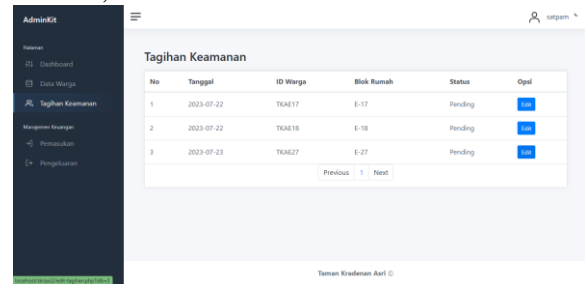 AdminKit
satpam
Halaman
Dashboard
Data Warga
Tagihan Keamanan
Manajemen Keuangan
Pemasukan
Pengeluaran
Tagihan Keamanan
No Tanggal ID Warga Blok Rumah Status Opsi
1 2023-07-22 TKAE17 E-17 Pending Edit
2 2023-07-22 TKAE18 E-18 Pending Edit
3 2023-07-23 TKAE27 E-27 Pending Edit
Previous 1 Next
Taman Kradenan Asri ©